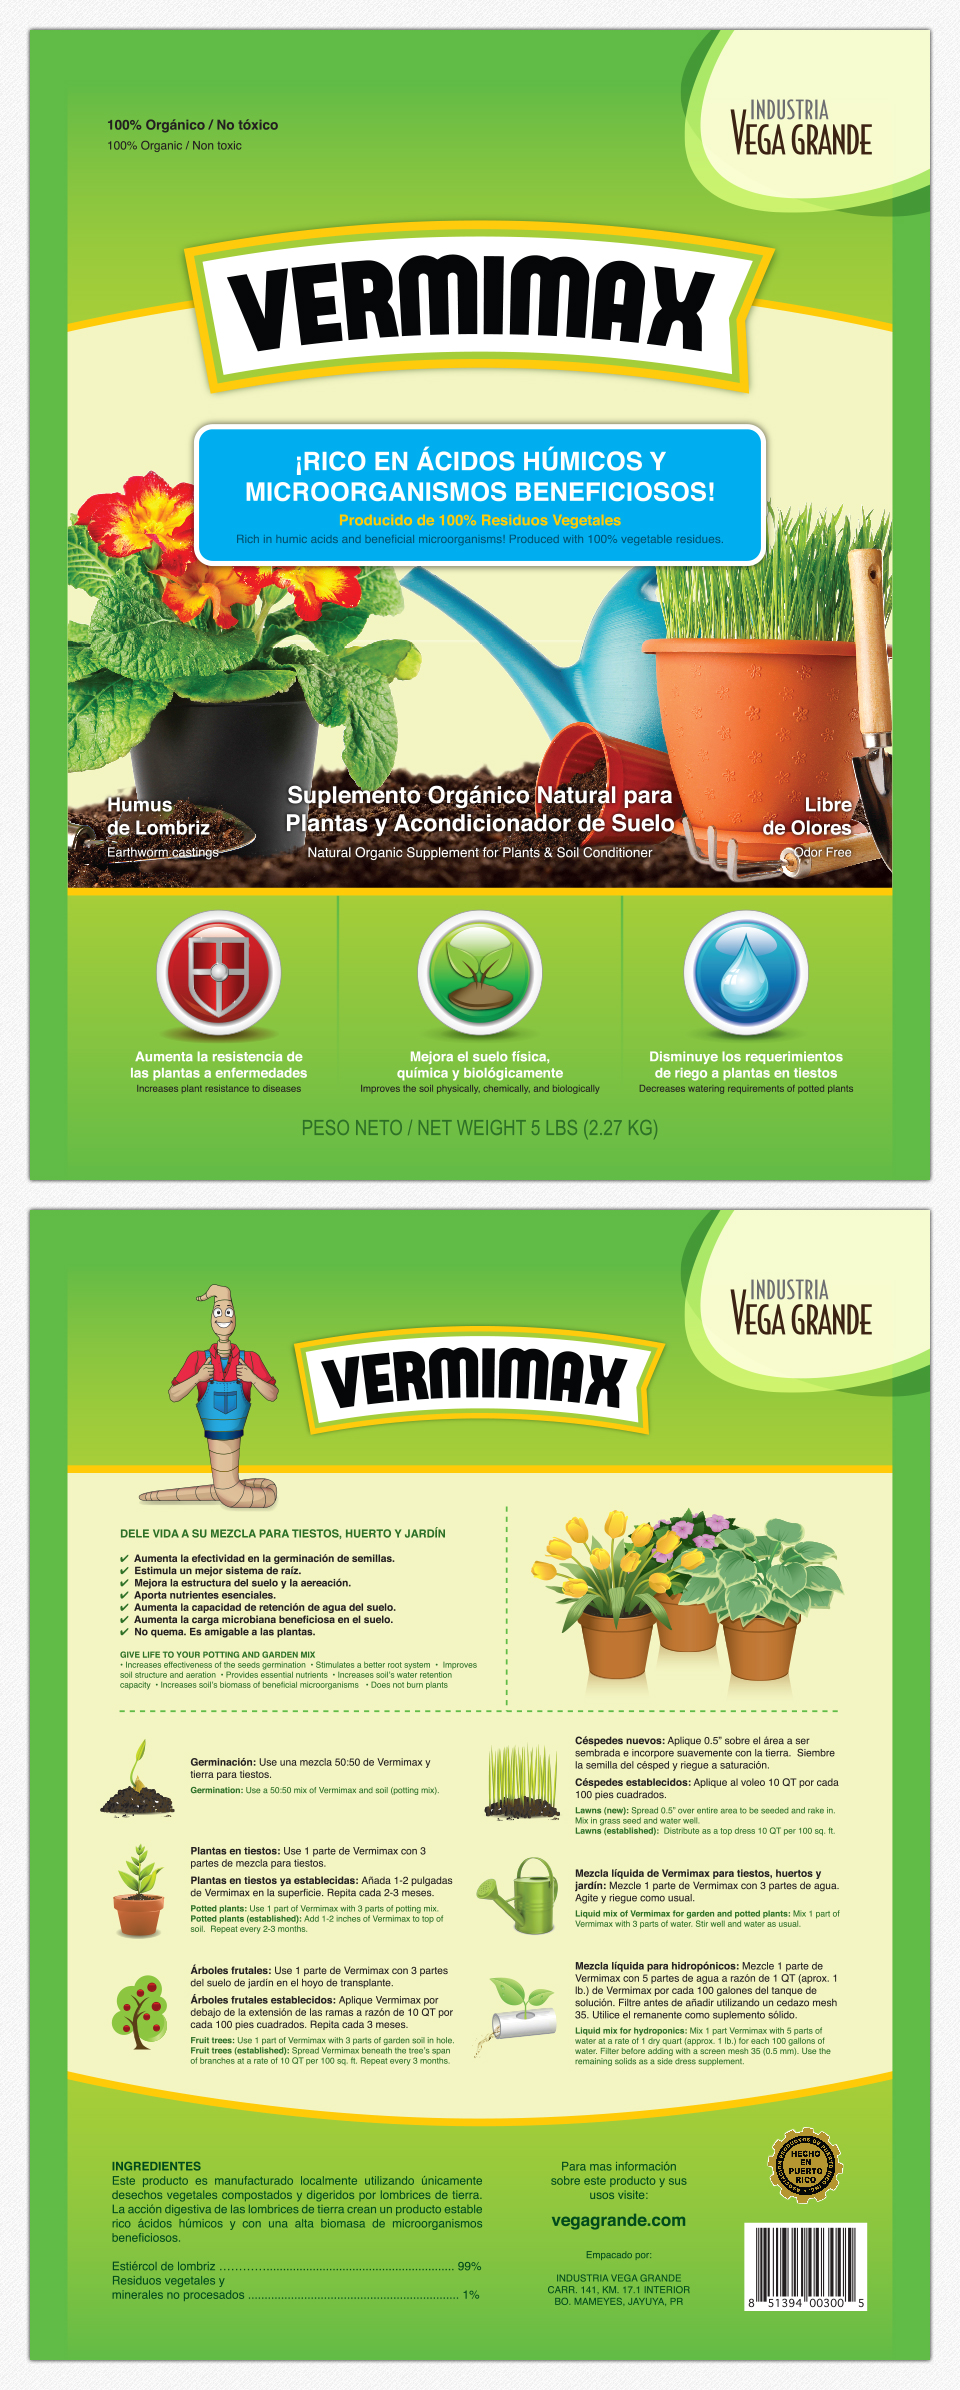 100% Orgánico / No tóxico
100% Organic / Non toxic
INDUSTRIA
VEGA GRANDE
VERMIMAX
¡RICO EN ÁCIDOS HÚMICOS Y
MICROORGANISMOS BENEFICIOSOS!
Producido de 100% Residuos Vegetales
Rich in humic acids and beneficial microorganisms! Produced with 100% vegetable residues.
Humus
de Lombriz
Earthworm castings
Suplemento Orgánico Natural para
Plantas y Acondicionador de Suelo
Natural Organic Supplement for Plants & Soil Conditioner
Libre
de Olores
Odor Free
Aumenta la resistencia de
las plantas a enfermedades
Increases plant resistance to diseases
Mejora el suelo física,
química y biológicamente
Improves the soil physically, chemically, and biologically
Disminuye los requerimientos
de riego a plantas en tiestos
Decreases watering requirements of potted plants
PESO NETO / NET WEIGHT 5 LBS (2.27 KG)
INDUSTRIA
VEGA GRANDE
VERMIMAX
DELE VIDA A SU MEZCLA PARA TIESTOS, HUERTO Y JARDÍN
✔ Aumenta la efectividad en la germinación de semillas.
✔ Estimula un mejor sistema de raíz.
✔ Mejora la estructura del suelo y la aereación.
✔ Aporta nutrientes esenciales.
✔ Aumenta la capacidad de retención de agua del suelo.
✔ Aumenta la carga microbiana beneficiosa en el suelo.
✔ No quema. Es amigable a las plantas.
GIVE LIFE TO YOUR POTTING AND GARDEN MIX
• Increases effectiveness of the seeds germination • Stimulates a better root system • Improves
soil structure and aeration • Provides essential nutrients • Increases soil's water retention
capacity • Increases soil's biomass of beneficial microorganisms • Does not burn plants
Germinación: Use una mezcla 50:50 de Vermimax y
tierra para tiestos.
Germination: Use a 50:50 mix of Vermimax and soil (potting mix).
Plantas en tiestos: Use 1 parte de Vermimax con 3
partes de mezcla para tiestos.
Plantas en tiestos ya establecidas: Añada 1-2 pulgadas
de Vermimax en la superficie. Repita cada 2-3 meses.
Potted plants: Use 1 part of Vermimax with 3 parts of potting mix.
Potted plants (established): Add 1-2 inches of Vermimax to top of
soil. Repeat every 2-3 months.
Árboles frutales: Use 1 parte de Vermimax con 3 partes
del suelo de jardín en el hoyo de transplante.
Árboles frutales establecidos: Aplique Vermimax por
debajo de la extensión de las ramas a razón de 10 QT por
cada 100 pies cuadrados. Repita cada 3 meses.
Fruit trees: Use 1 part of Vermimax with 3 parts of garden soil in hole.
Fruit trees (established): Spread Vermimax beneath the tree's span
of branches at a rate of 10 QT per 100 sq. ft. Repeat every 3 months.
Céspedes nuevos: Aplique 0.5" sobre el área a ser
sembrada e incorpore suavemente con la tierra. Siembre
la semilla del césped y riegue a saturación.
Céspedes establecidos: Aplique al voleo 10 QT por cada
100 pies cuadrados.
Lawns (new): Spread 0.5" over entire area to be seeded and rake in.
Mix in grass seed and water well.
Lawns (established): Distribute as a top dress 10 QT per 100 sq. ft.
Mezcla líquida de Vermimax para tiestos, huertos y
jardín: Mezcle 1 parte de Vermimax con 3 partes de agua.
Agite y riegue como usual.
Liquid mix of Vermimax for garden and potted plants: Mix 1 part of
Vermimax with 3 parts of water. Stir well and water as usual.
Mezcla líquida para hidropónicos: Mezcle 1 parte de
Vermimax con 5 partes de agua a razón de 1 QT (aprox. 1
lb.) de Vermimax por cada 100 galones del tanque de
solución. Filtre antes de añadir utilizando un cedazo mesh
35. Utilice el remanente como suplemento sólido.
Liquid mix for hydroponics: Mix 1 part Vermimax with 5 parts of
water at a rate of 1 dry quart (approx. 1 lb.) for each 100 gallons of
water. Filter before adding with a screen mesh 35 (0.5 mm). Use the
remaining solids as a side dress supplement.
INGREDIENTES
Este producto es manufacturado localmente utilizando únicamente
desechos vegetales compostados y digeridos por lombrices de tierra.
La acción digestiva de las lombrices de tierra crean un producto estable
rico ácidos húmicos y con una alta biomasa de microorganismos
beneficiosos.
Estiércol de lombriz ........ 99%
Residuos vegetales y
minerales no procesados ........ 1%
Para mas información
sobre este producto y sus
usos visite:
vegagrande.com
Empacado por:
INDUSTRIA VEGA GRANDE
CARR. 141, KM. 17.1 INTERIOR
BO. MAMEYES, JAYUYA, PR
ASOCIACION PRODUCTOS DE PUERTO RICO INC.
HECHO
EN
PUERTO
RICO
8 51394 00300 5